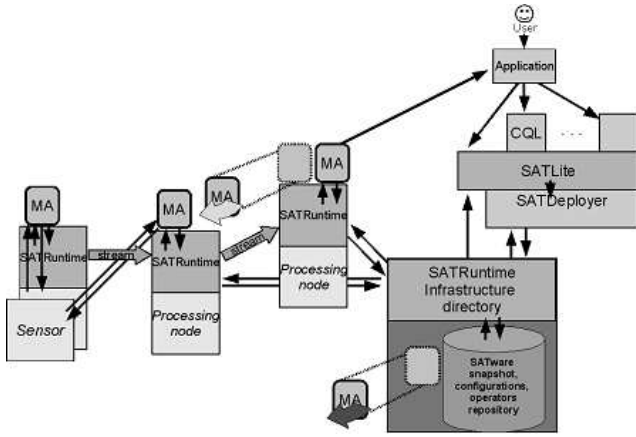 User
Application
CQL
. . .
SATLite
SATDeployer
MA
SATRuntime
Processing
node
MA
MA
stream
MA
SATRuntime
Processing
node
MA
SATRuntime
stream
Sensor
SATRuntime
Infrastructure
directory
SATware
snapshot,
configurations,
operators
repository
MA